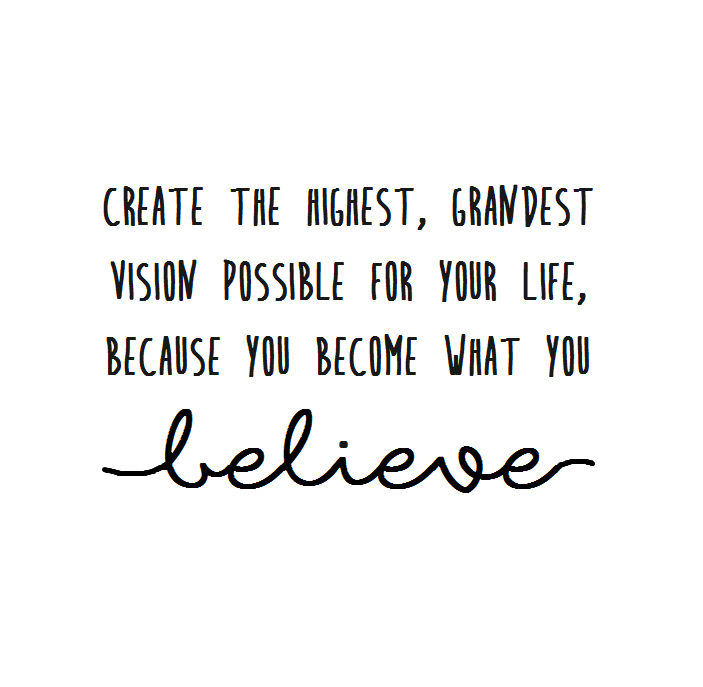 CREATE THE HIGHEST, GRANDEST
VISION POSSIBLE FOR YOUR LIFE,
BECAUSE YOU BECOME WHAT YOU
believe